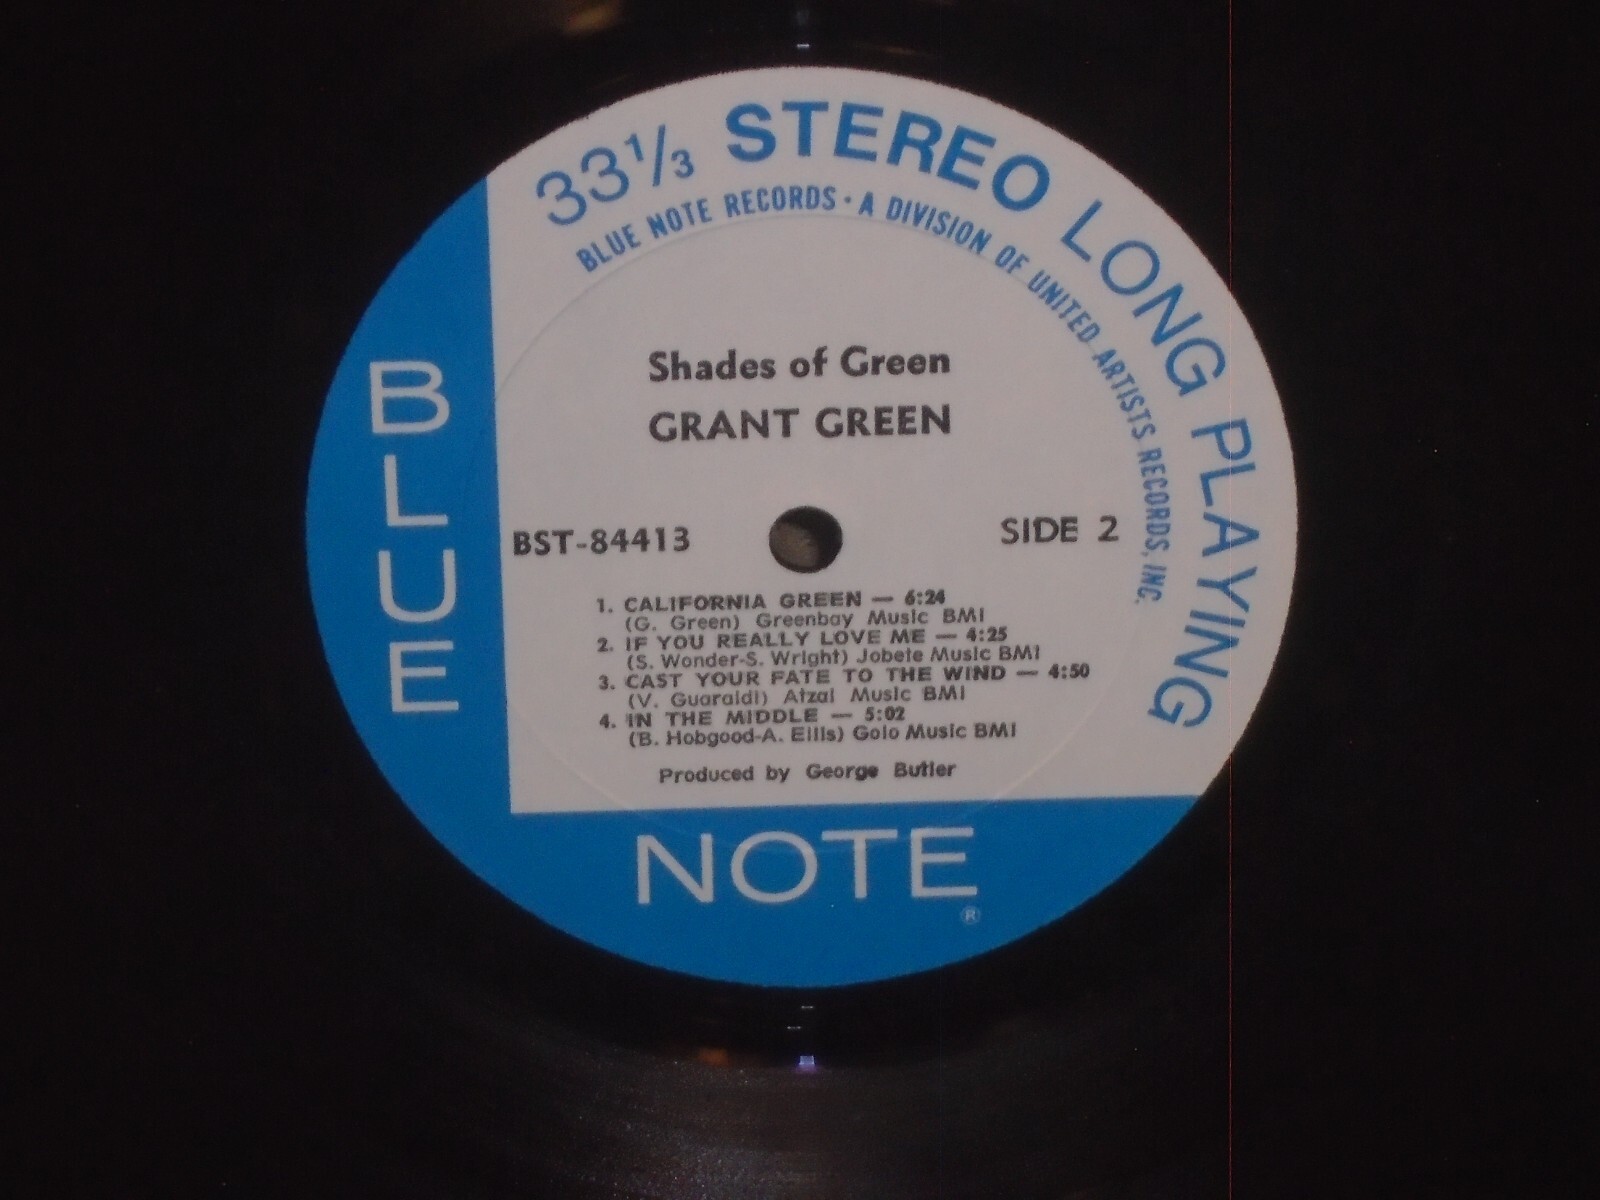 33⅓ STEREO LONG PLAYING
BLUE NOTE RECORDS · A DIVISION OF UNITED ARTISTS RECORDS, INC.
Shades of Green
GRANT GREEN
BST-84413
SIDE 2
1. CALIFORNIA GREEN — 6:24
(G. Green) Greenbay Music BMI
2. IF YOU REALLY LOVE ME — 4:25
(S. Wonder-S. Wright) Jobete Music BMI
3. CAST YOUR FATE TO THE WIND — 4:50
(V. Guaraldi) Atzal Music BMI
4. IN THE MIDDLE — 5:02
(B. Hobgood-A. Ellis) Golo Music BMI
Produced by George Butler
BLUE
NOTE
®